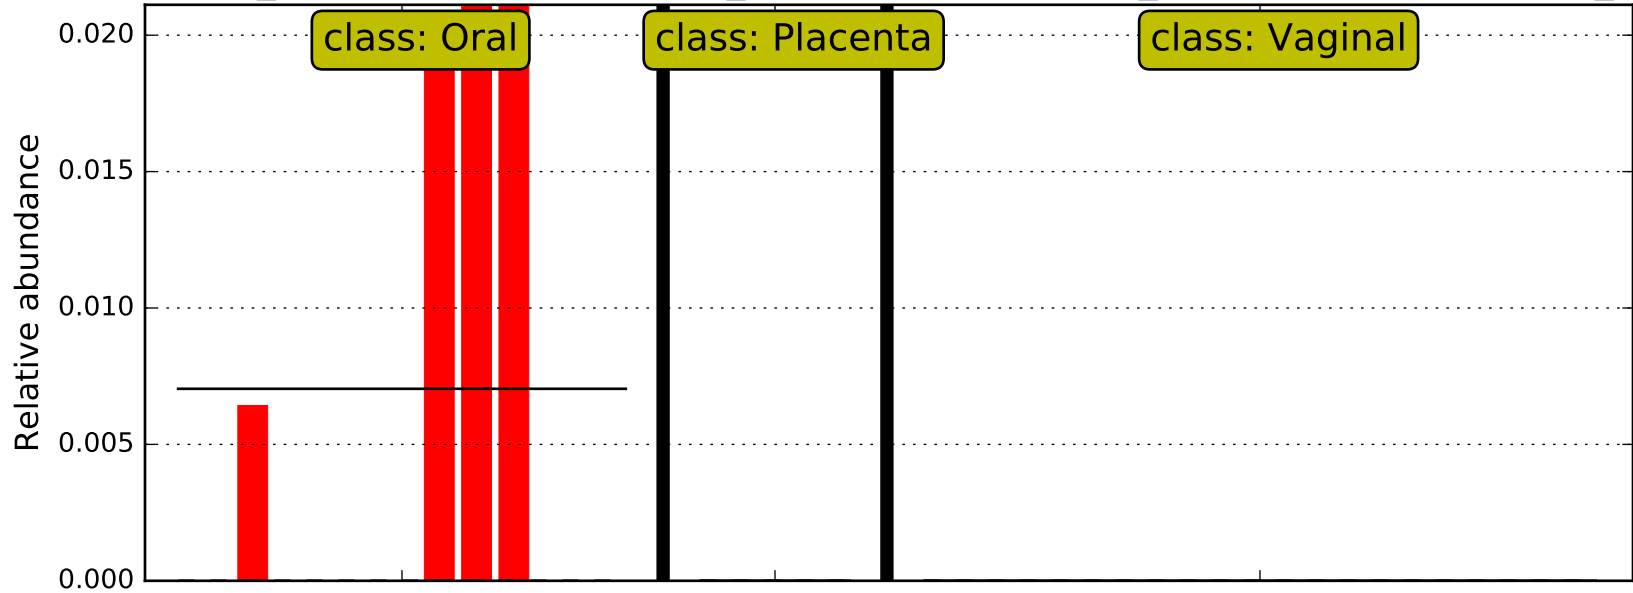 0.020
class: Oral
class: Placenta
class: Vaginal
0.015
0.010
0.005
0.000
Relative abundance